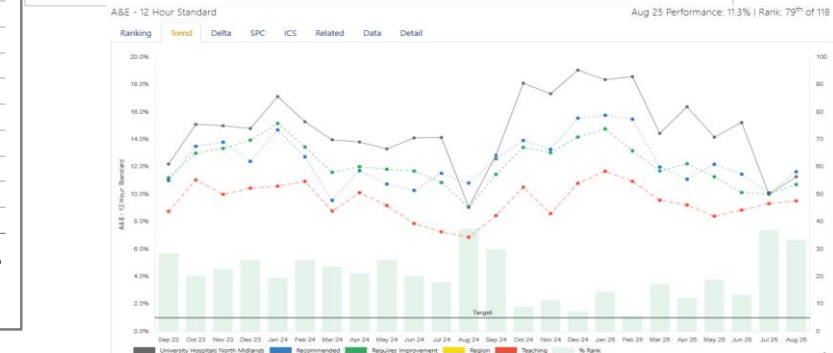 A&E - 12 Hour Standard
Aug 25 Performance: 11.3% | Rank: 79th of 118
Ranking Trend Delta SPC ICS Related Data Detail
20.0% 100
18.0% 90
16.0% 80
14.0% 70
12.0% 60
10.0% 50
8.0% 40
6.0% 30
4.0% 20
2.0% 10
0.0% 0
A&E - 12 Hour Standard
Target
Sep 23 Oct 23 Nov 23 Dec 23 Jan 24 Feb 24 Mar 24 Apr 24 May 24 Jun 24 Jul 24 Aug 24 Sep 24 Oct 24 Nov 24 Dec 24 Jan 25 Feb 25 Mar 25 Apr 25 May 25 Jun 25 Jul 25 Aug 25
University Hospitals North Midlands Recommended Requires Improvement Region Teaching % Rank